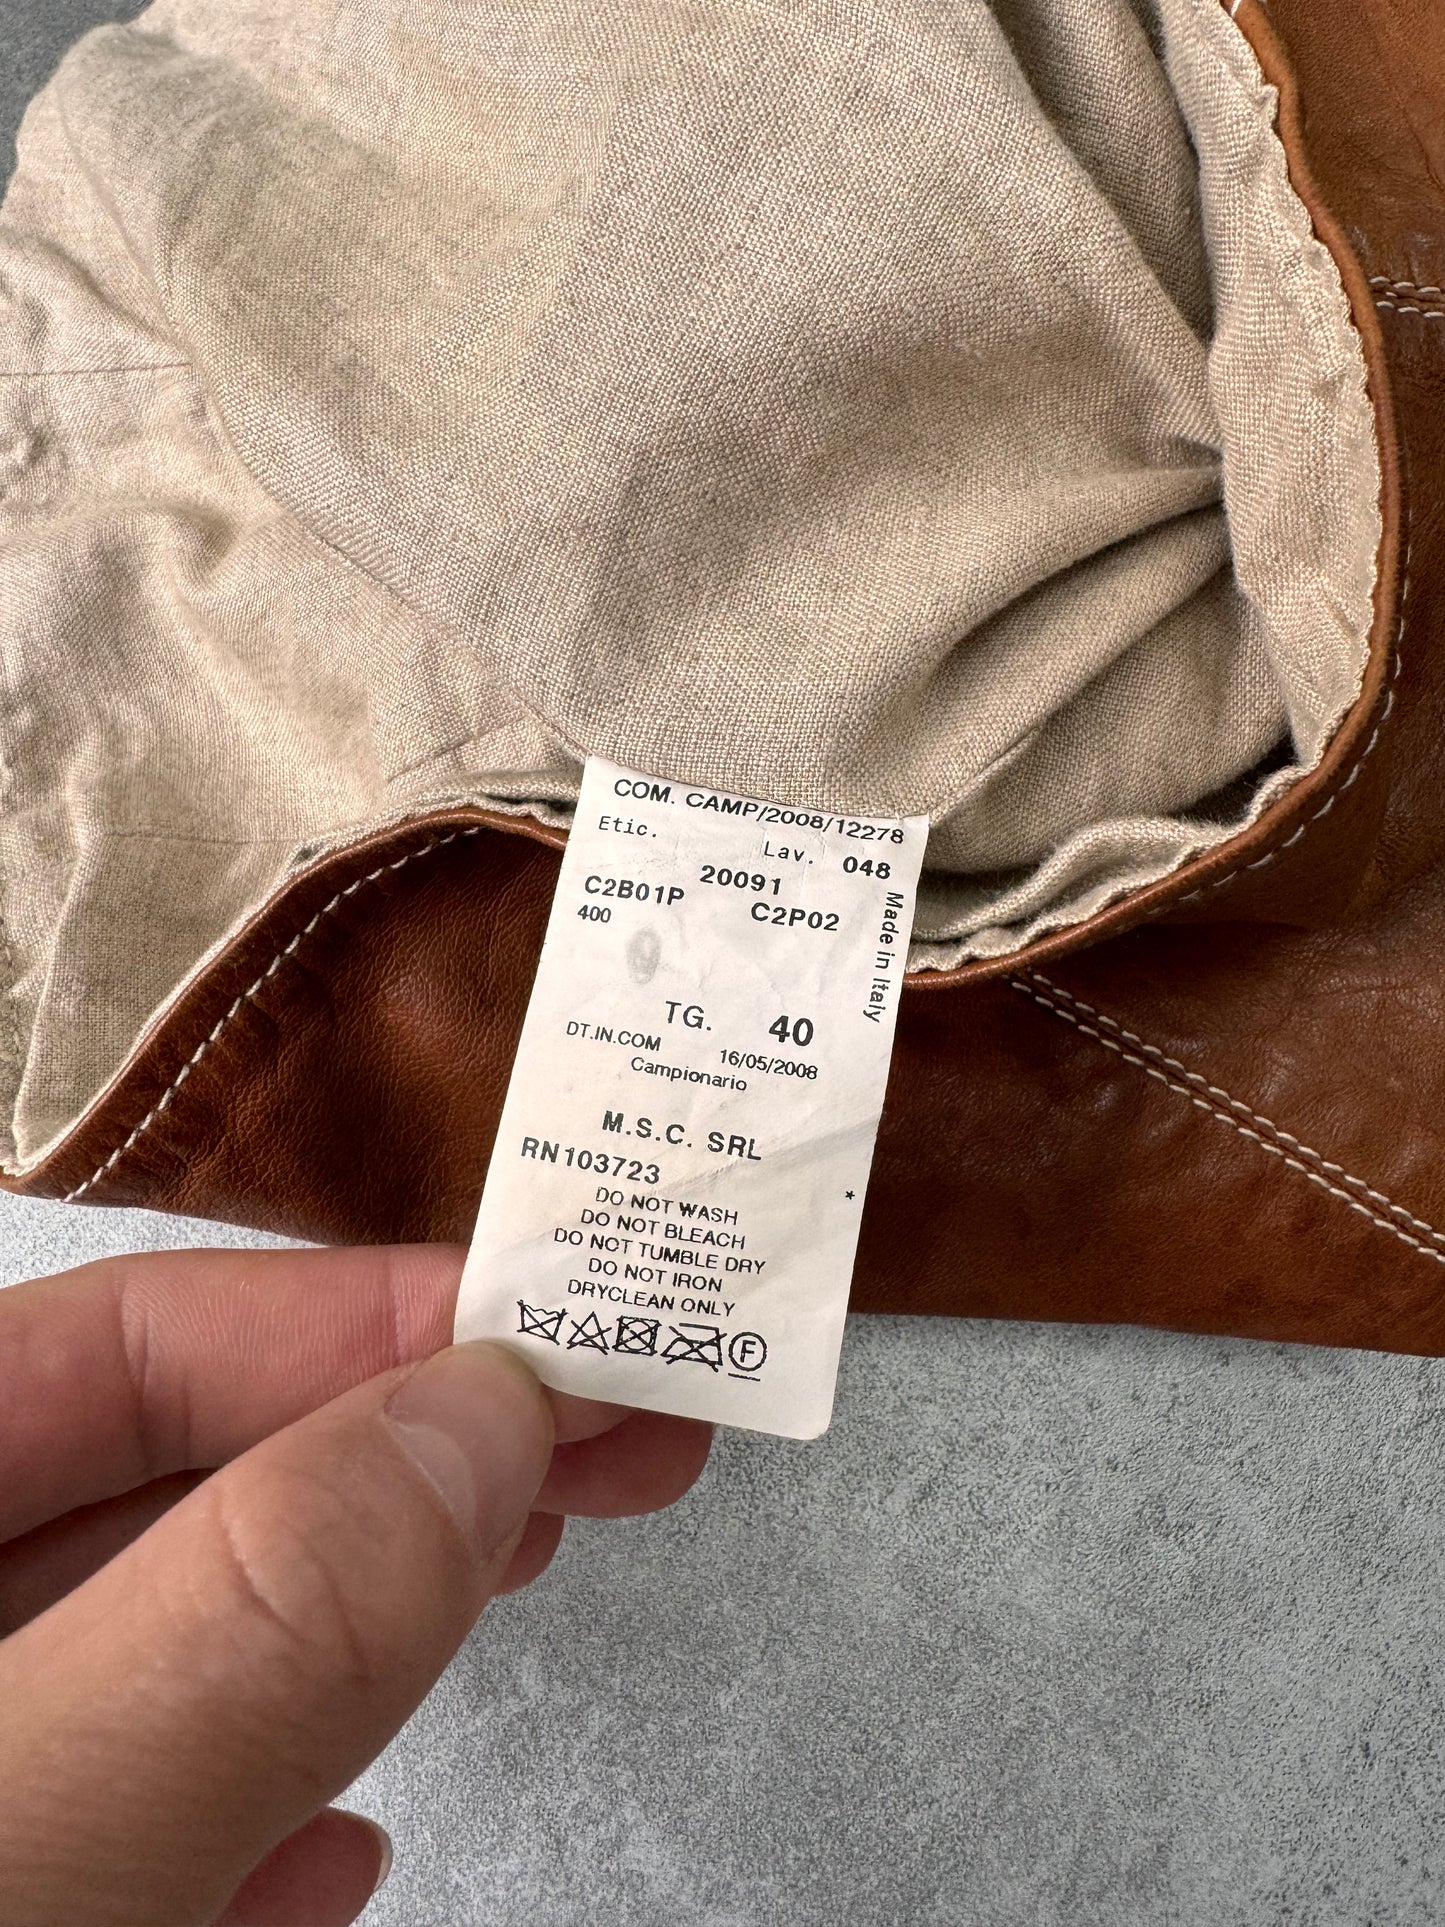 COM. CAMP/2008/12278
Etic. Lav. 048
20091
C2B01P C2P02
400
9
Made in Italy
TG. 40
DT.IN.COM 16/05/2008
Campionario
M.S.C. SRL
RN103723
*
DO NOT WASH
DO NOT BLEACH
DO NOT TUMBLE DRY
DO NOT IRON
DRYCLEAN ONLY
F